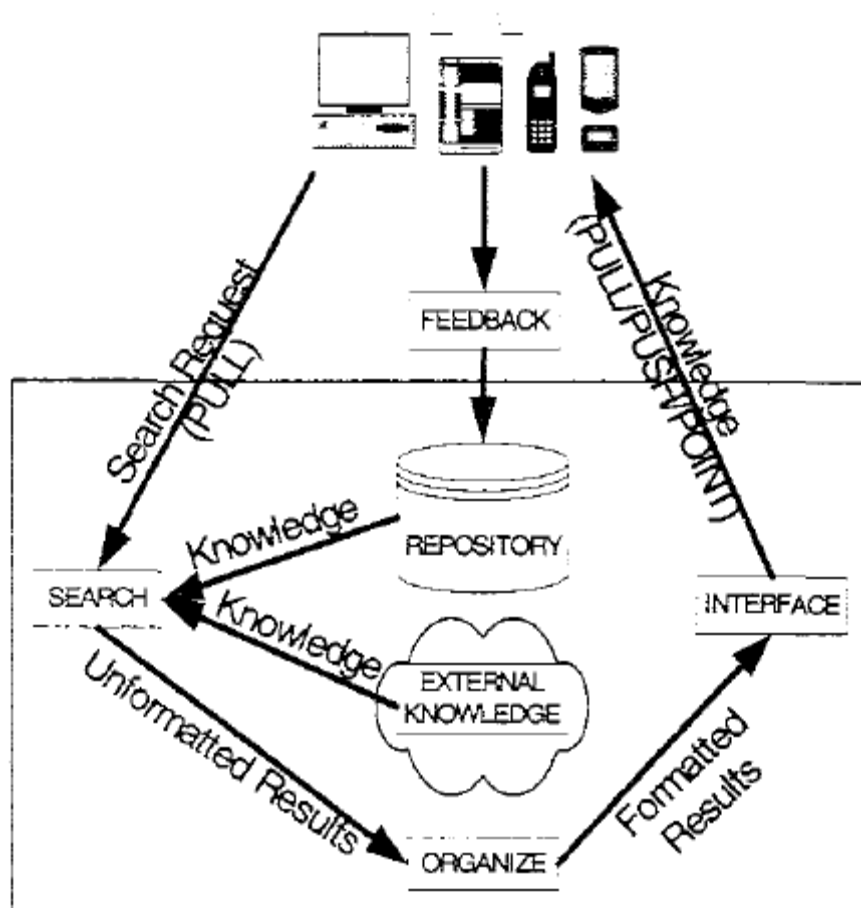 FEEDBACK
Search Request
(PULL)
Knowledge
(PULL/PUSH/POINT)
REPOSITORY
Knowledge
SEARCH
Knowledge
INTERFACE
EXTERNAL
KNOWLEDGE
Unformatted Results
Formatted
Results
ORGANIZE